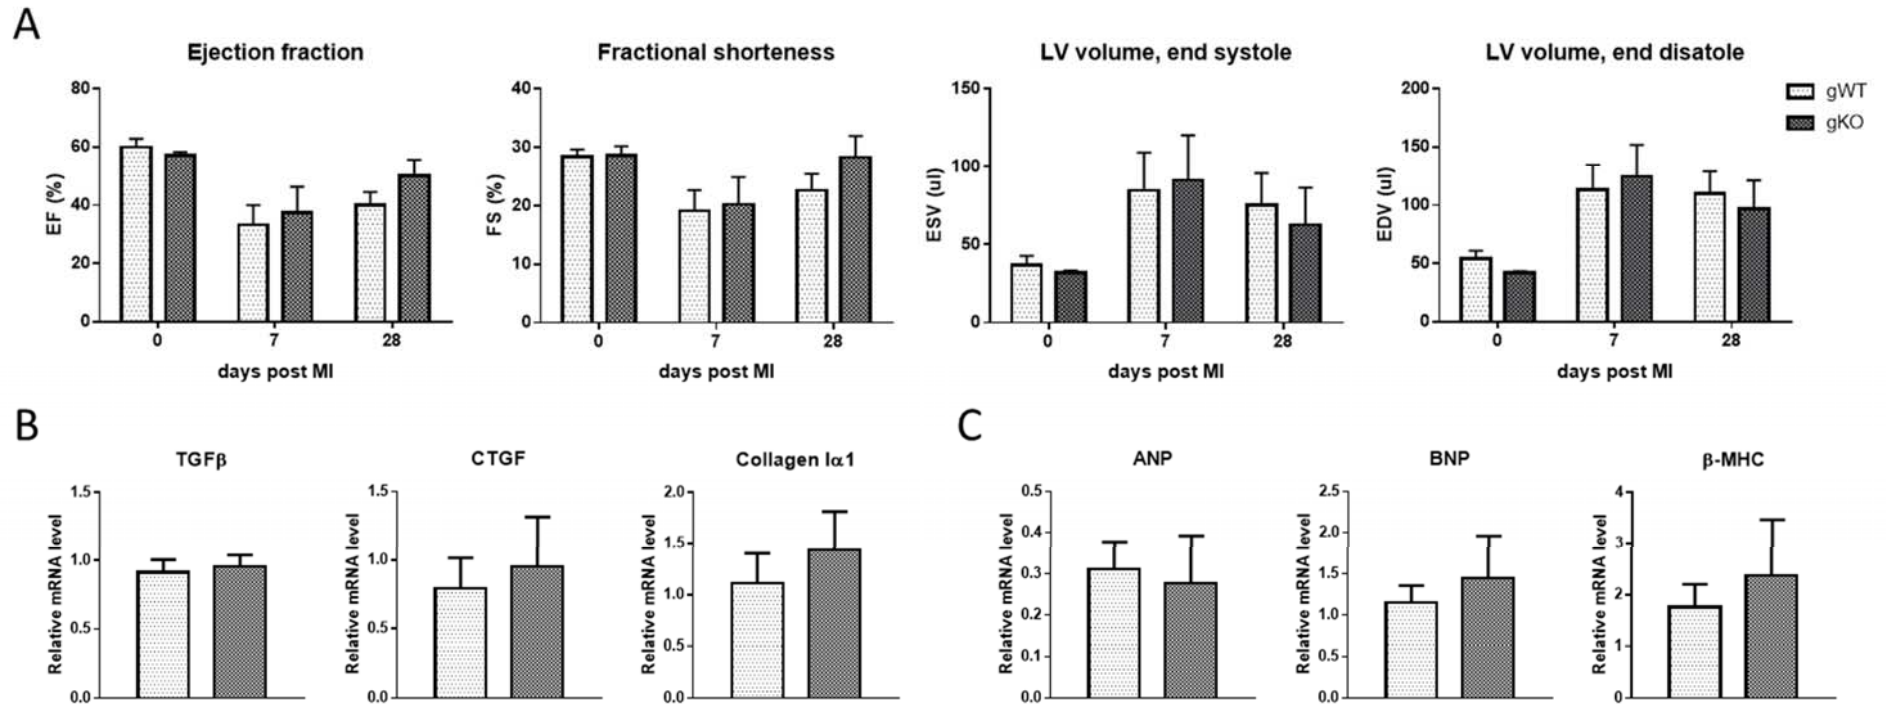 A
Ejection fraction
Fractional shorteness
LV volume, end systole
LV volume, end disatole
gWT
gKO
EF (%)
80
60
40
20
0
0 7 28
days post MI
FS (%)
40
30
20
10
0
0 7 28
days post MI
ESV (ul)
150
100
50
0
0 7 28
days post MI
EDV (ul)
200
150
100
50
0
0 7 28
days post MI
B
TGFβ
Relative mRNA level
1.5
1.0
0.5
0.0
CTGF
Relative mRNA level
1.5
1.0
0.5
0.0
Collagen Iα1
Relative mRNA level
2.0
1.5
1.0
0.5
0.0
C
ANP
Relative mRNA level
0.5
0.4
0.3
0.2
0.1
0.0
BNP
Relative mRNA level
2.5
2.0
1.5
1.0
0.5
0.0
β-MHC
Relative mRNA level
4
3
2
1
0